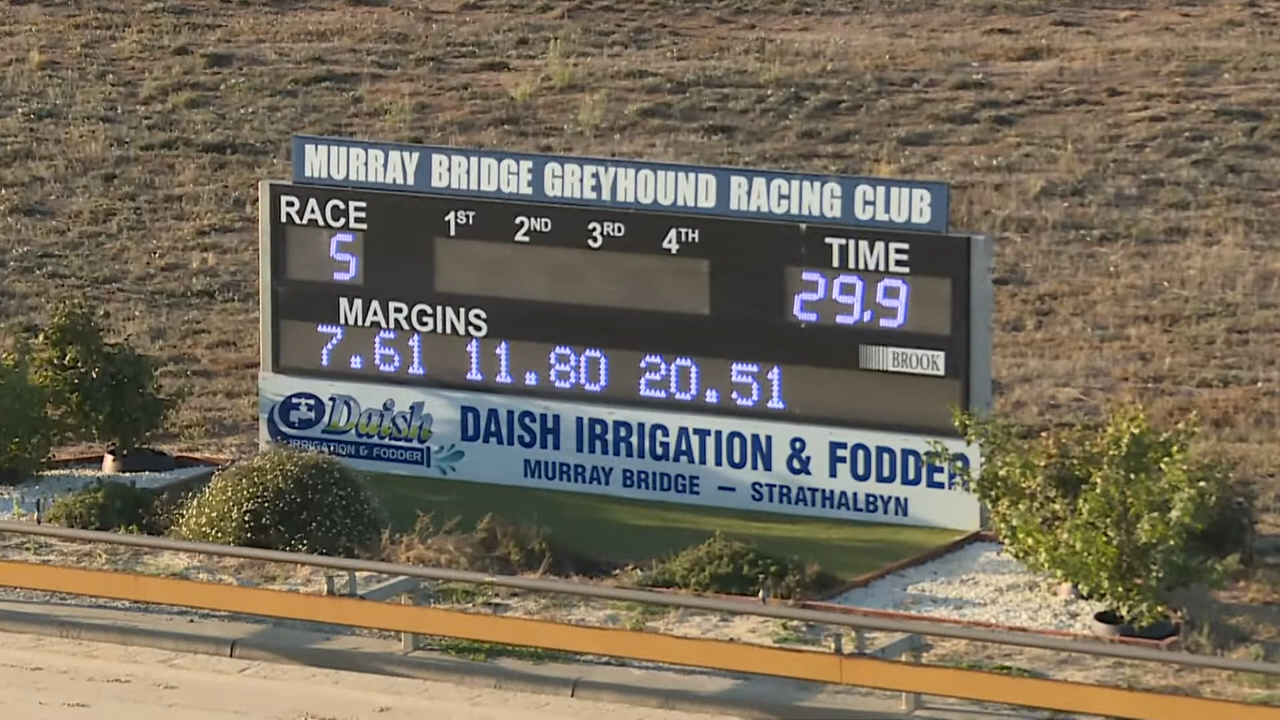 MURRAY BRIDGE GREYHOUND RACING CLUB
RACE 1ST 2ND 3RD 4TH TIME
5 29.9
MARGINS
7.61 11.80 20.51
BROOK
Daish
IRRIGATION & FODDER
DAISH IRRIGATION & FODDER
MURRAY BRIDGE – STRATHALBYN